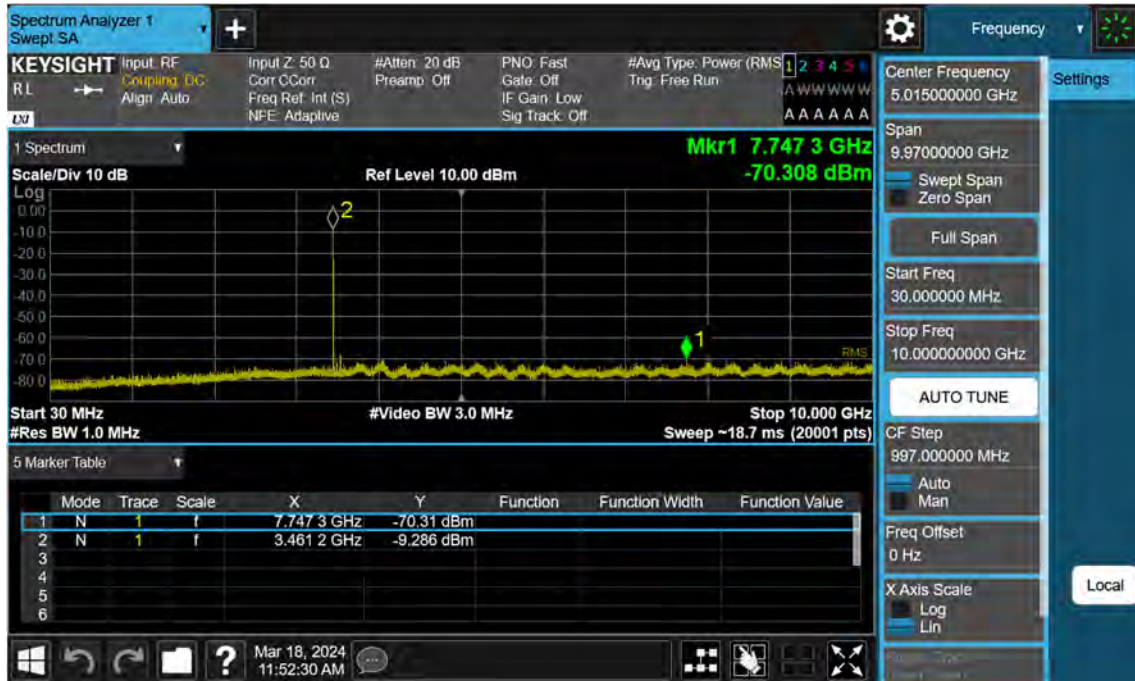 Spectrum Analyzer 1
Swept SA
+
Frequency
KEYSIGHT
RL
LXI
Input: RF
Coupling: DC
Align: Auto
Input Z: 50 Ω
Corr CCorr
Freq Ref: Int (S)
NFE: Adaptive
#Atten: 20 dB
Preamp: Off
PNO: Fast
Gate: Off
IF Gain: Low
Sig Track: Off
#Avg Type: Power (RMS
Trig: Free Run
1 2 3 4 5 6
A W W W W W
A A A A A A
1 Spectrum
Scale/Div 10 dB
Ref Level 10.00 dBm
Mkr1 7.747 3 GHz
-70.308 dBm
Log
0.00
-10.0
-20.0
-30.0
-40.0
-50.0
-60.0
-70.0
-80.0
2
1
RMS
Start 30 MHz
#Video BW 3.0 MHz
Stop 10.000 GHz
#Res BW 1.0 MHz
Sweep ~18.7 ms (20001 pts)
5 Marker Table
Mode Trace Scale X Y Function Function Width Function Value
1 N 1 f 7.747 3 GHz -70.31 dBm
2 N 1 f 3.461 2 GHz -9.286 dBm
3
4
5
6
?
Mar 18, 2024
11:52:30 AM
Center Frequency
5.015000000 GHz
Settings
Span
9.97000000 GHz
Swept Span
Zero Span
Full Span
Start Freq
30.000000 MHz
Stop Freq
10.000000000 GHz
AUTO TUNE
CF Step
997.000000 MHz
Auto
Man
Freq Offset
0 Hz
X Axis Scale
Log
Lin
Local